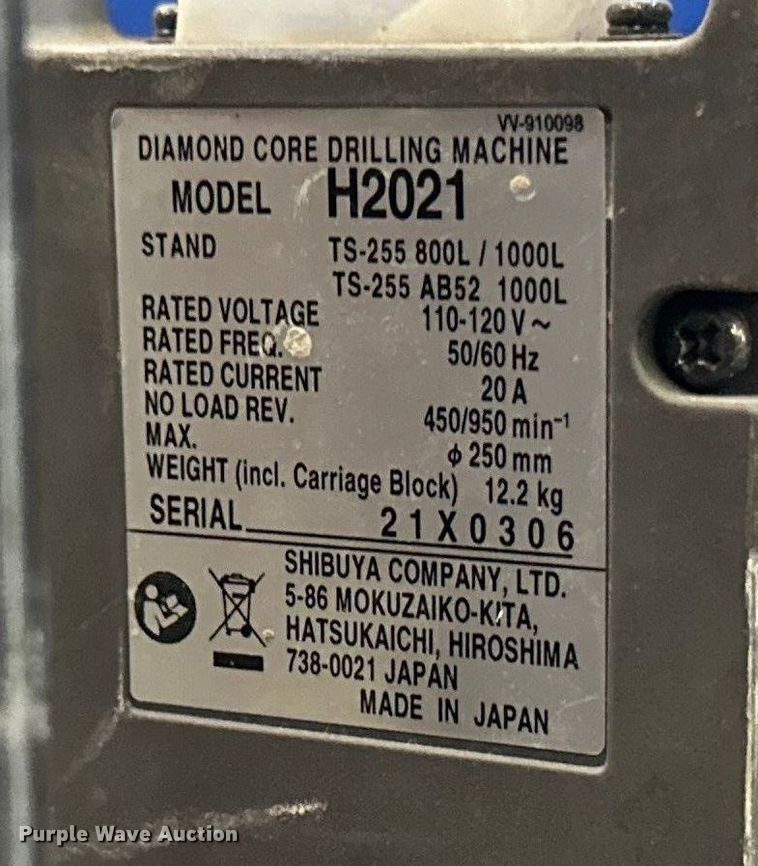 VV-910098
DIAMOND CORE DRILLING MACHINE
MODEL H2021
STAND TS-255 800L / 1000L
TS-255 AB52 1000L
RATED VOLTAGE 110-120 V ~
RATED FREQ. 50/60 Hz
RATED CURRENT 20 A
NO LOAD REV. 450/950 min⁻¹
MAX. ϕ 250 mm
WEIGHT (incl. Carriage Block) 12.2 kg
SERIAL 21X0306
SHIBUYA COMPANY, LTD.
5-86 MOKUZAIKO-KITA,
HATSUKAICHI, HIROSHIMA
738-0021 JAPAN
MADE IN JAPAN
Purple Wave Auction